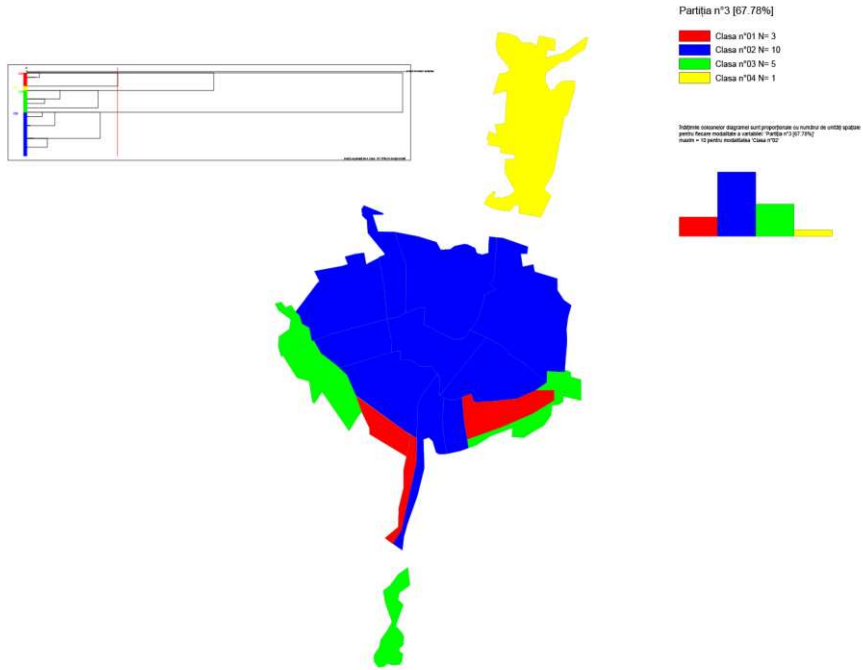 Partiția n°3 [67.78%]
Clasa n°01 N= 3
Clasa n°02 N= 10
Clasa n°03 N= 5
Clasa n°04 N= 1
Înălțimile coloanelor diagramei sunt proporționale cu numărul de unități spațiale
pentru fiecare modalitate a variabilei 'Partiția n°3 [67.78%]'
maxim = 10 pentru modalitatea 'Clasa n°02'